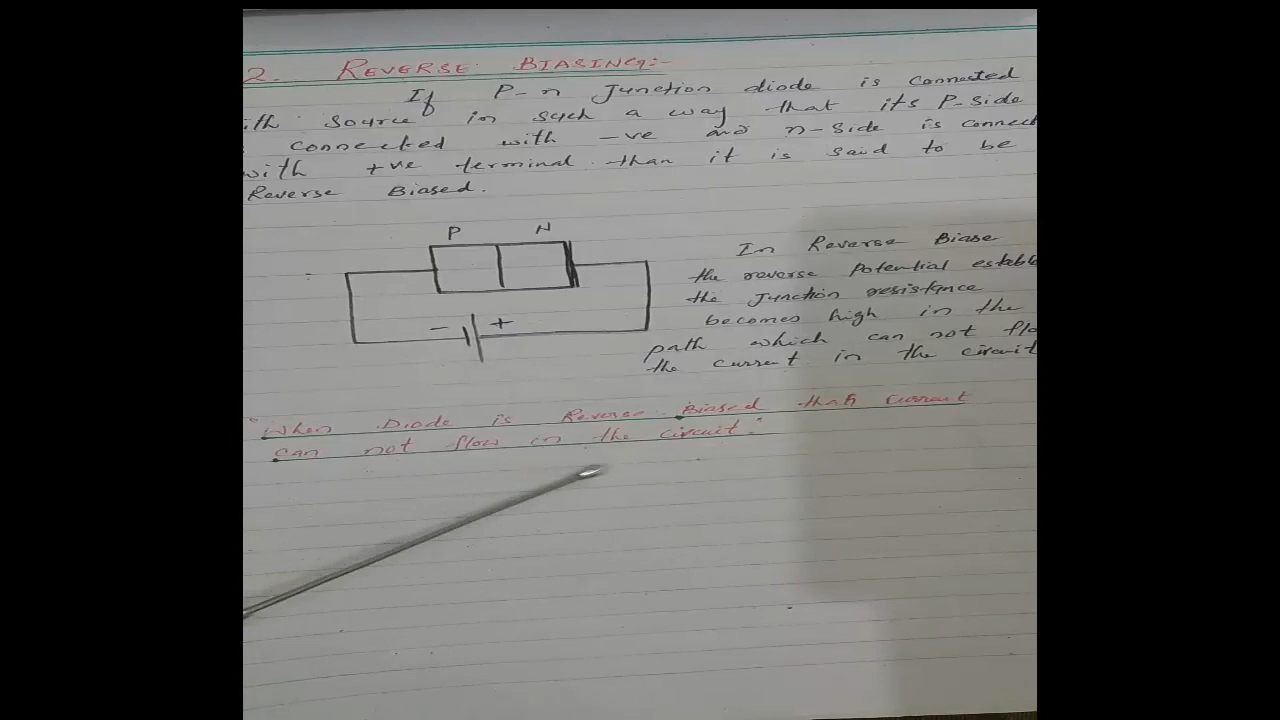 2. REVERSE BIASING:-
If P-n Junction diode is connected
ith source in such a way that its P-side
connected with -ve and n-side is connect
with +ve terminal than it is said to be
Reverse Biased.
P N
- +
In Reverse Biase
the reverse Potential estable
the Junction resistance
becomes high in the
path which can not flo
the current in the circuit
"When Diode is Reverse Biased that current
can not flow in the circuit."